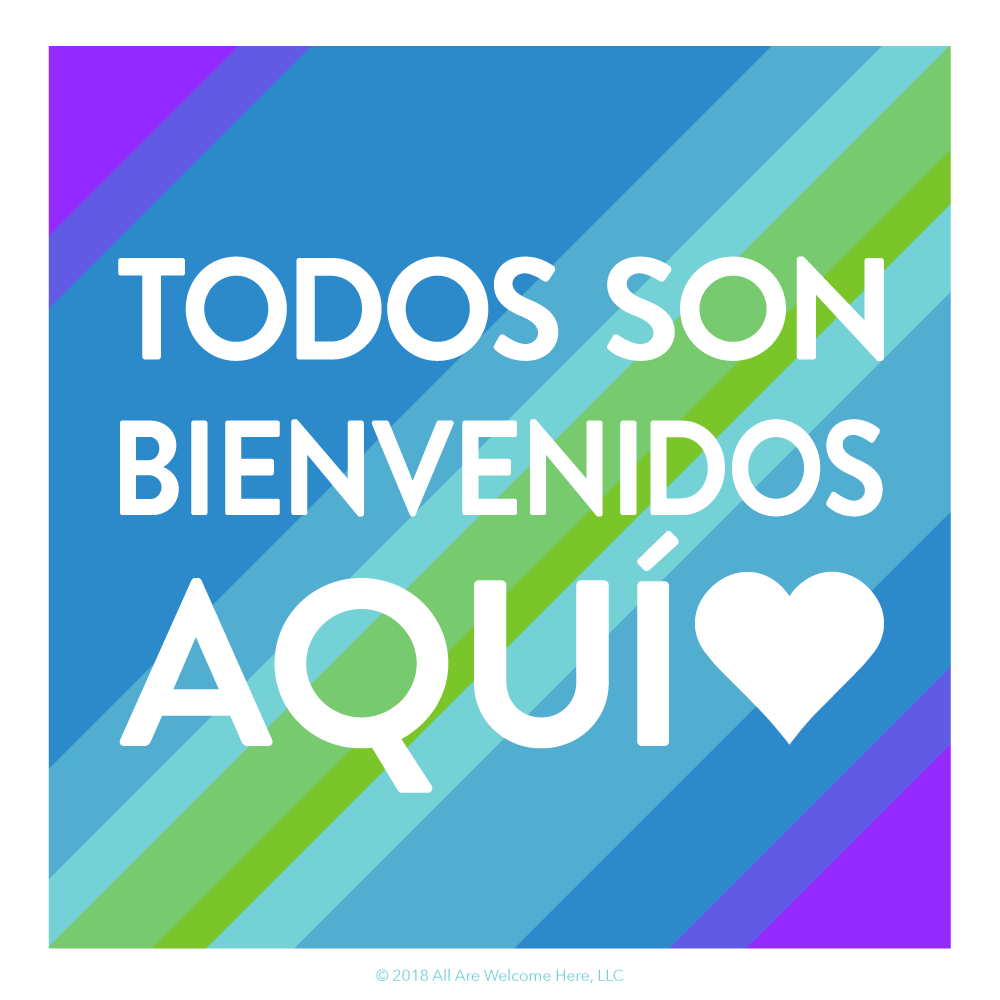 TODOS SON
BIENVENIDOS
AQUÍ
© 2018 All Are Welcome Here, LLC